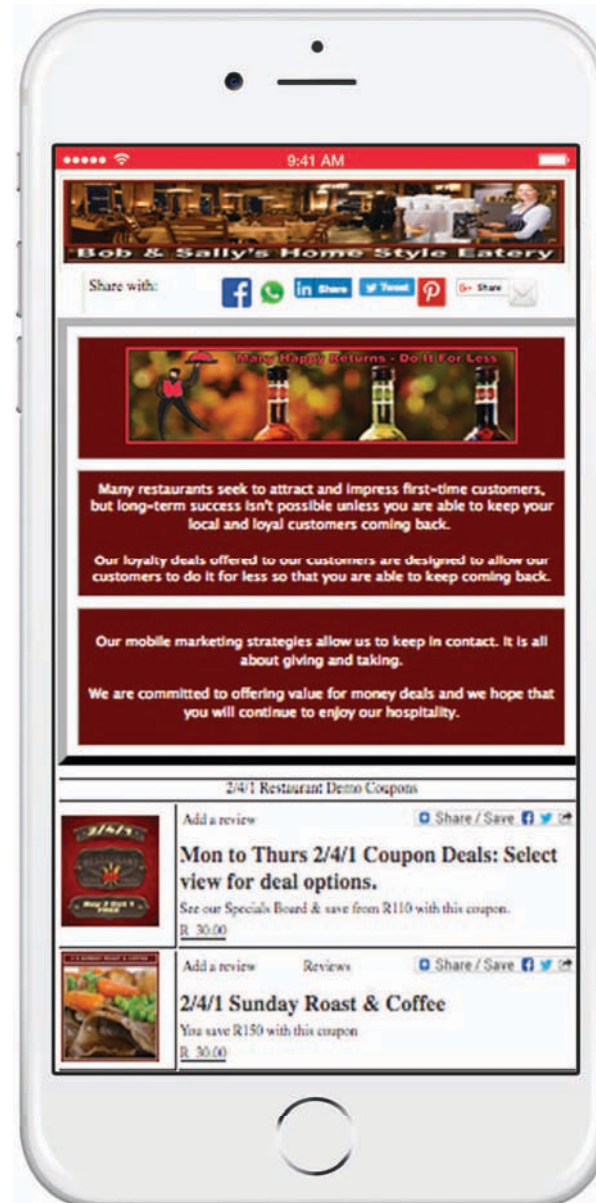 9:41 AM
Bob & Sally's Home Style Eatery
Share with:
in Share
Tweet
G+ Share
Many Happy Returns - Do It For Less
Many restaurants seek to attract and impress first-time customers,
but long-term success isn't possible unless you are able to keep your
local and loyal customers coming back.
Our loyalty deals offered to our customers are designed to allow our
customers to do it for less so that you are able to keep coming back.
Our mobile marketing strategies allow us to keep in contact. It is all
about giving and taking.
We are committed to offering value for money deals and we hope that
you will continue to enjoy our hospitality.
2/4/1 Restaurant Demo Coupons
2/4/1
Add a review
Share / Save
Mon to Thurs 2/4/1 Coupon Deals: Select
view for deal options.
See our Specials Board & save from R110 with this coupon.
R 30.00
Add a review Reviews Share / Save
2/4/1 Sunday Roast & Coffee
You save R150 with this coupon
R 30.00